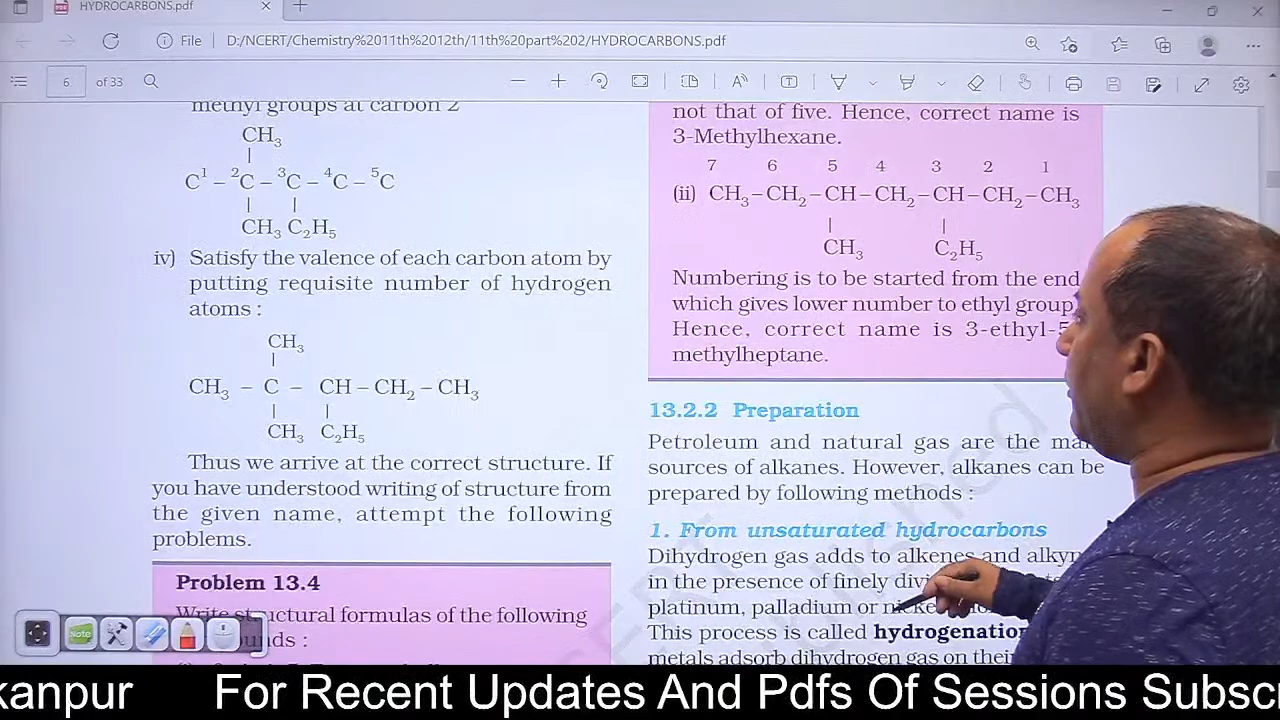 HYDROCARBONS.pdf
File
D:/NCERT/Chemistry%2011th%2012th/11th%20part%202/HYDROCARBONS.pdf
6 of 33
methyl groups at carbon 2
CH3
|
C1 – 2C – 3C – 4C – 5C
| |
CH3 C2H5
iv) Satisfy the valence of each carbon atom by
putting requisite number of hydrogen
atoms :
CH3
|
CH3 – C – CH – CH2 – CH3
| |
CH3 C2H5
Thus we arrive at the correct structure. If
you have understood writing of structure from
the given name, attempt the following
problems.
Problem 13.4
Write structural formulas of the following
not that of five. Hence, correct name is
3-Methylhexane.
7 6 5 4 3 2 1
(ii) CH3 – CH2 – CH – CH2 – CH – CH2 – CH3
| |
CH3 C2H5
Numbering is to be started from the end
which gives lower number to ethyl group.
Hence, correct name is 3-ethyl-5-
methylheptane.
13.2.2 Preparation
Petroleum and natural gas are the main
sources of alkanes. However, alkanes can be
prepared by following methods :
1. From unsaturated hydrocarbons
Dihydrogen gas adds to alkenes and
in the presence of finely
platinum, palladium or
This process is called hydrogenation
metals adsorb dihydrogen gas on their
Note
kanpur For Recent Updates And Pdfs Of Sessions Subsc